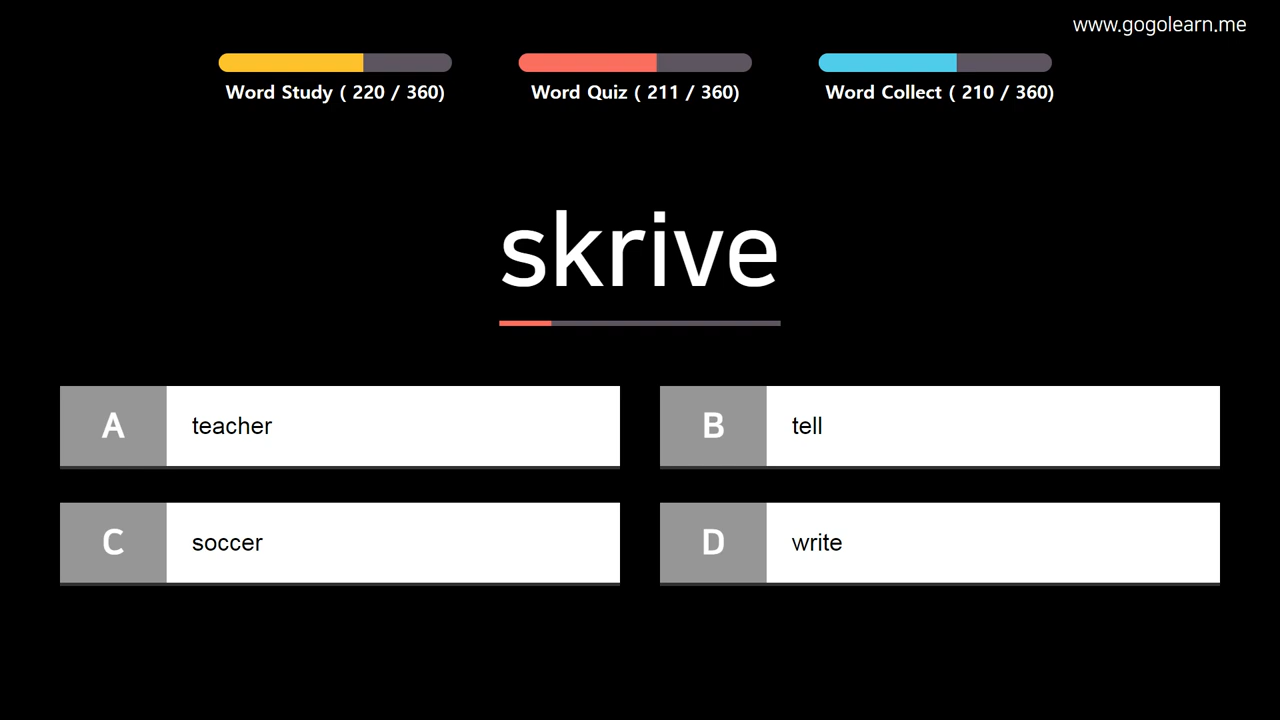 www.gogolearn.me
Word Study ( 220 / 360)
Word Quiz ( 211 / 360)
Word Collect ( 210 / 360)
skrive
A teacher
B tell
C soccer
D write